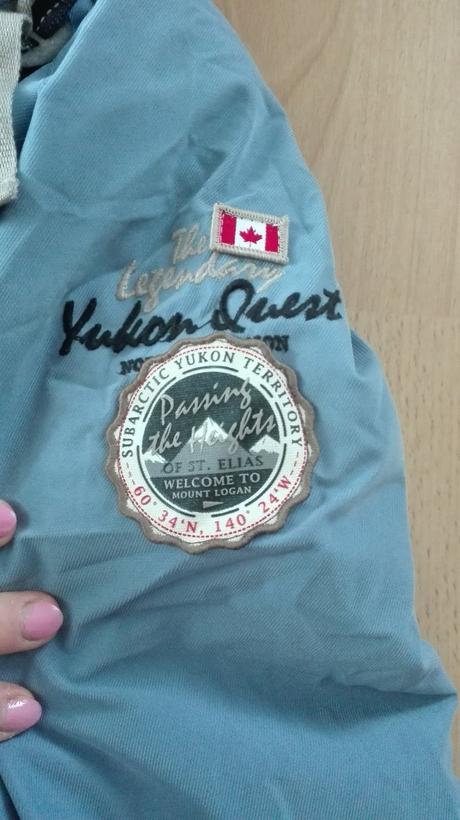 The
Legendary
Yukon Quest
SUBARCTIC YUKON TERRITORY
Passing
the Heights
OF ST. ELIAS
WELCOME TO
MOUNT LOGAN
60° 34'N, 140° 24'W